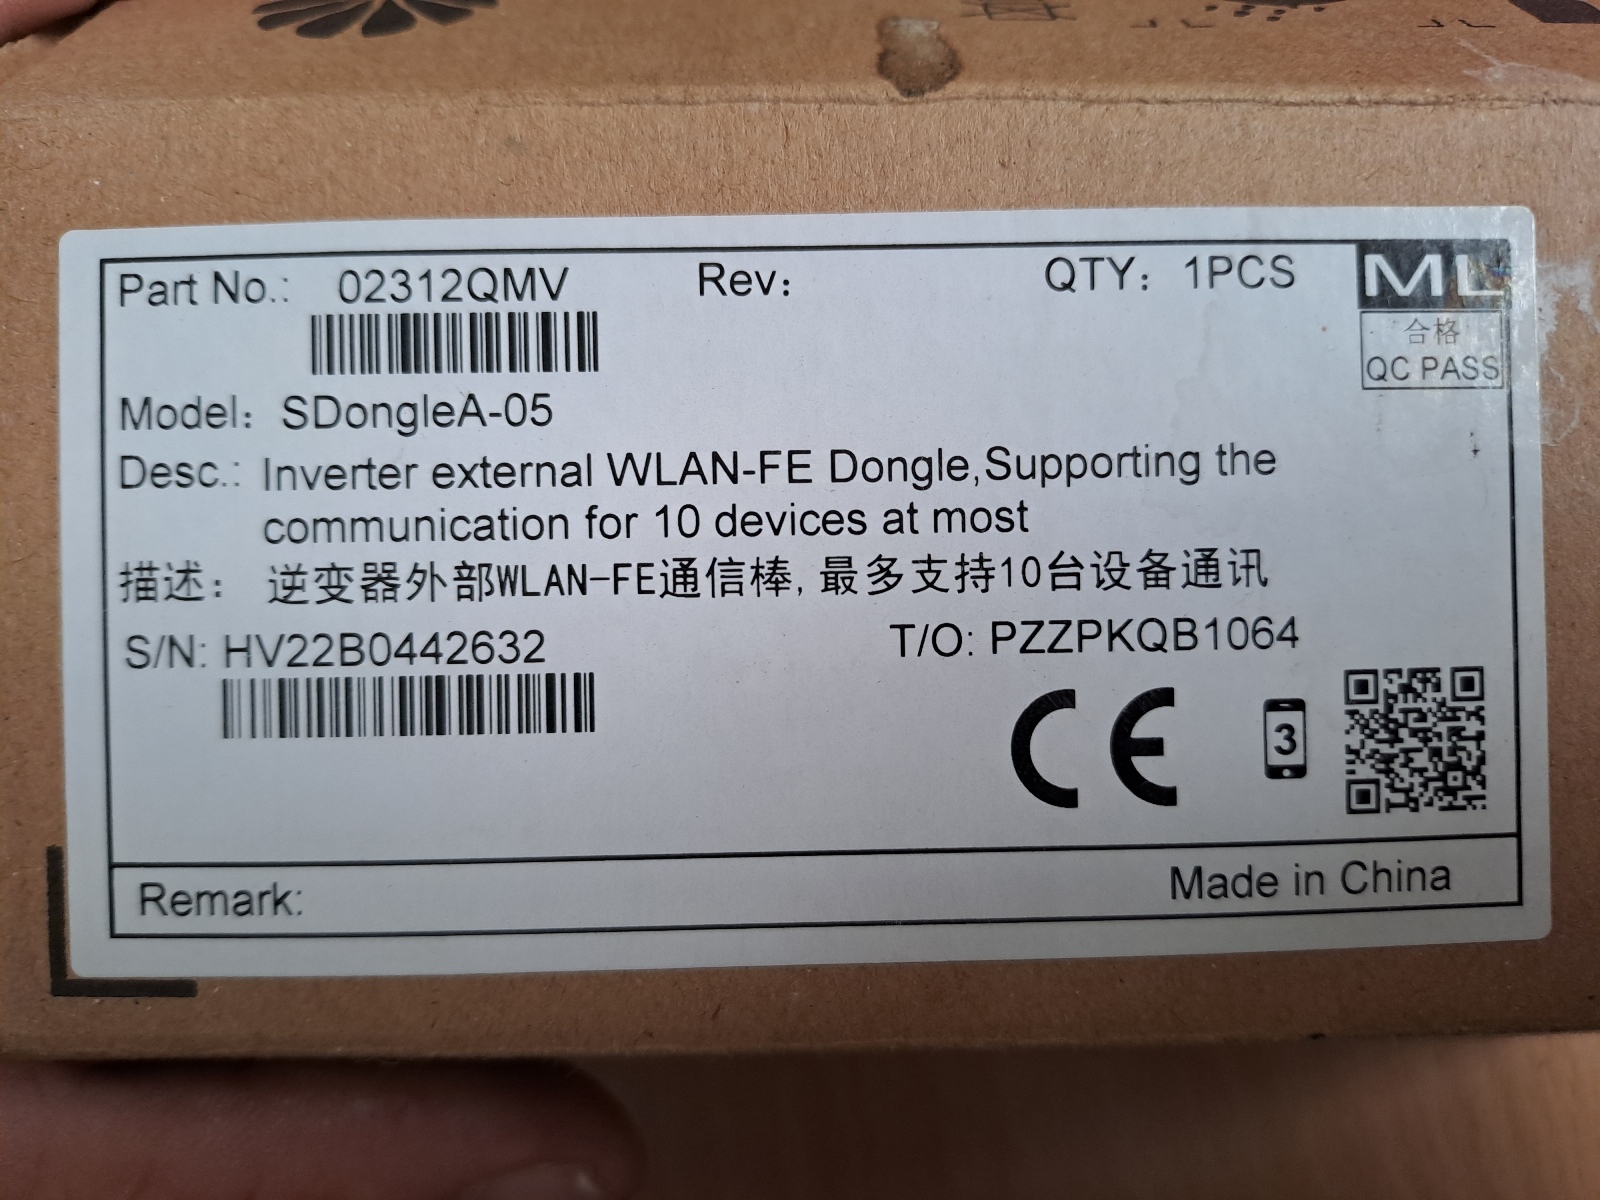 Part No.: 02312QMV Rev: QTY: 1PCS ML
合格
QC PASS
Model: SDongleA-05
Desc.: Inverter external WLAN-FE Dongle,Supporting the
communication for 10 devices at most
描述: 逆变器外部WLAN-FE通信棒, 最多支持10台设备通讯
S/N: HV22B0442632 T/O: PZZPKQB1064
CE 3
Remark: Made in China